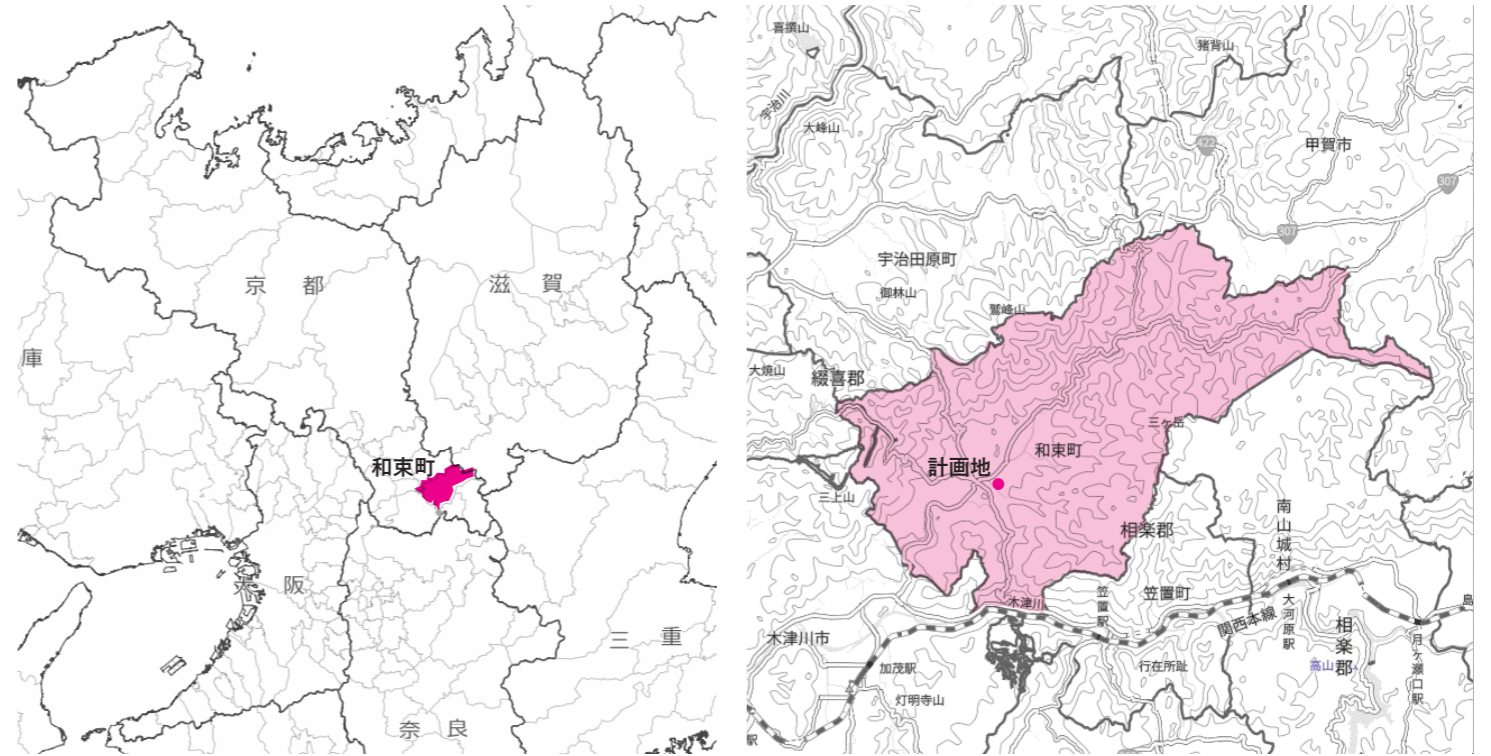 京 都
滋 賀
庫
和束町
大 阪
三 重
奈 良
喜撰山
猪背山
宇治川
大峰山
422
甲賀市
307
307
宇治田原町
御林山
鷲峰山
大焼山
綴喜郡
三ケ岳
和束町
計画地
三上山
相楽郡
南山城村
笠置町
笠置駅
木津川
関西本線
大河原駅
島
木津川市
相楽郡
月ヶ瀬口駅
加茂駅
行在所趾
高山
灯明寺山
駅